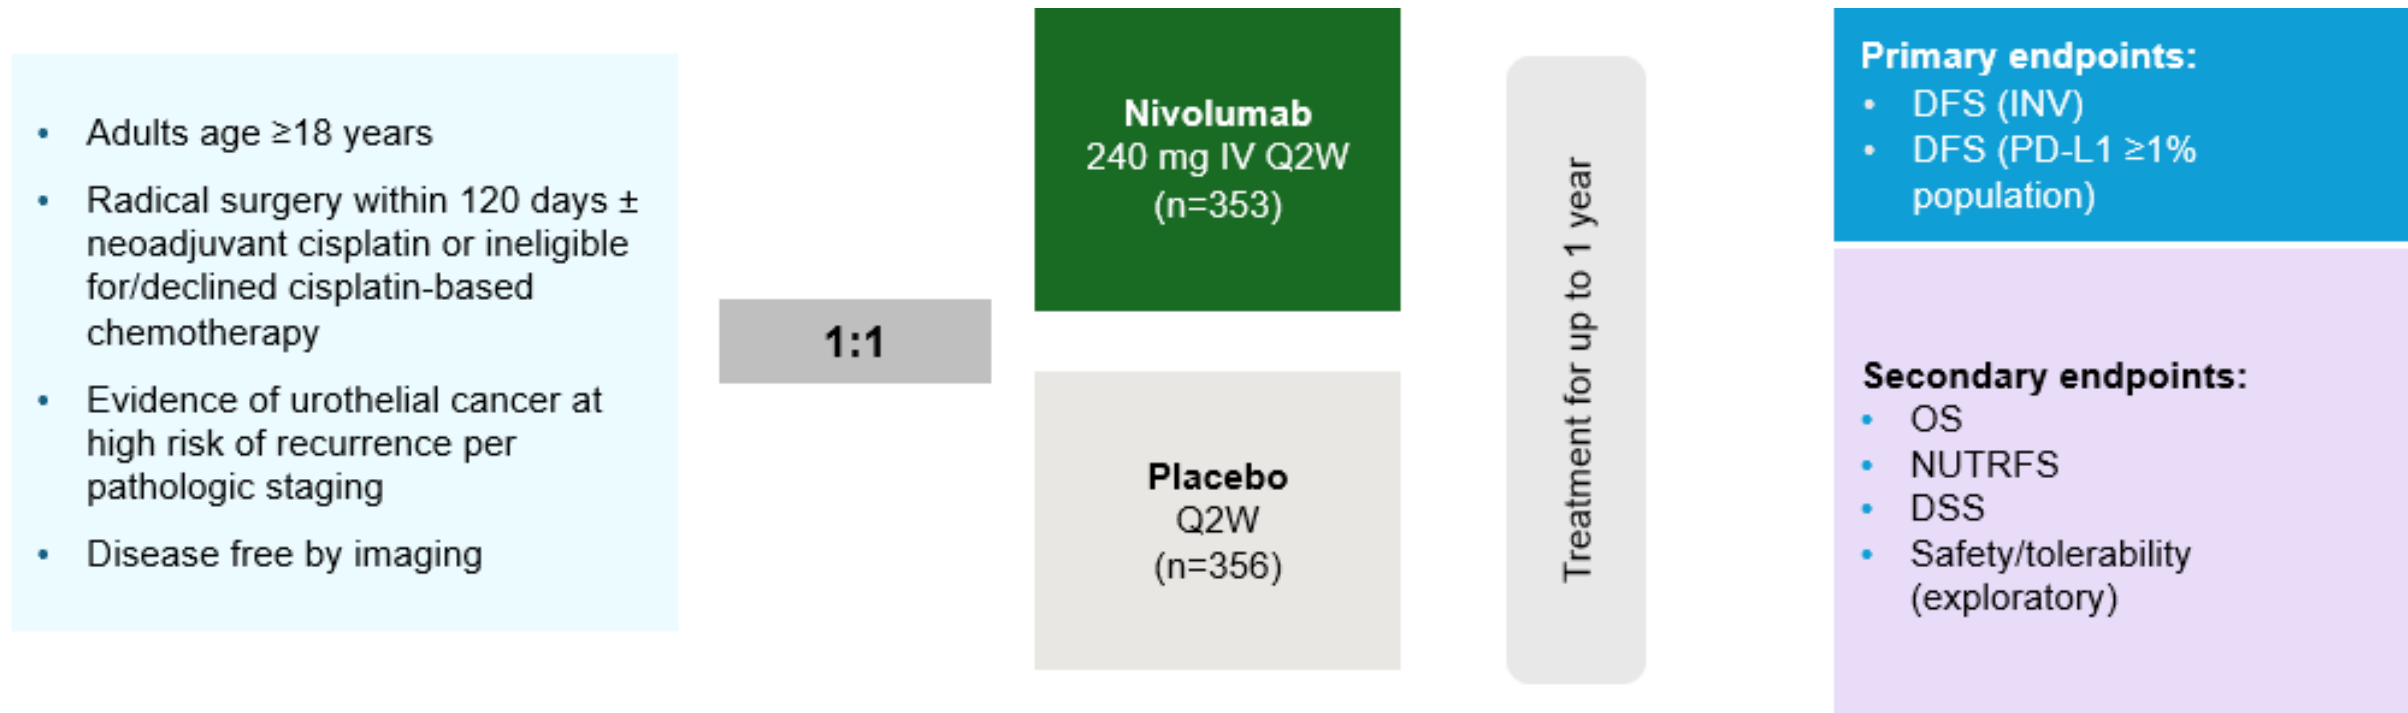 • Adults age ≥18 years
• Radical surgery within 120 days ±
neoadjuvant cisplatin or ineligible
for/declined cisplatin-based
chemotherapy
• Evidence of urothelial cancer at
high risk of recurrence per
pathologic staging
• Disease free by imaging
1:1
Nivolumab
240 mg IV Q2W
(n=353)
Placebo
Q2W
(n=356)
Treatment for up to 1 year
Primary endpoints:
• DFS (INV)
• DFS (PD-L1 ≥1%
population)
Secondary endpoints:
• OS
• NUTRFS
• DSS
• Safety/tolerability
(exploratory)